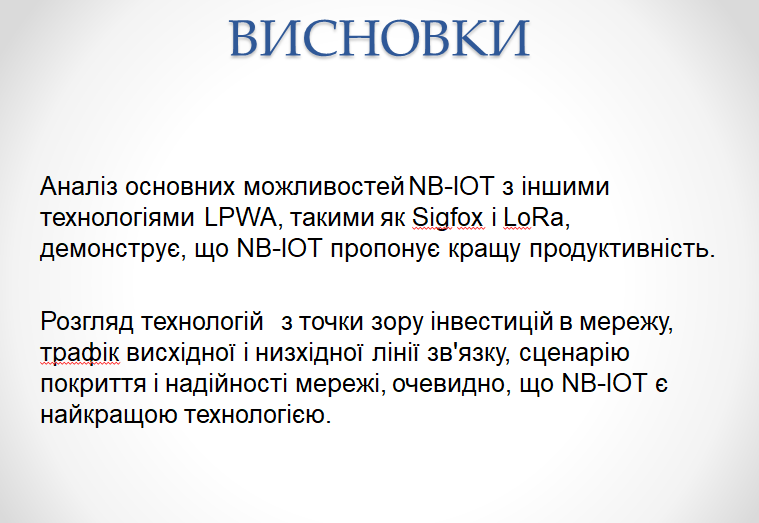 ВИСНОВКИ
Аналіз основних можливостей NB-IOT з іншими
технологіями LPWA, такими як Sigfox і LoRa,
демонструє, що NB-IOT пропонує кращу продуктивність.
Розгляд технологій з точки зору інвестицій в мережу,
трафік висхідної і низхідної лінії зв'язку, сценарію
покриття і надійності мережі, очевидно, що NB-IOT є
найкращою технологією.